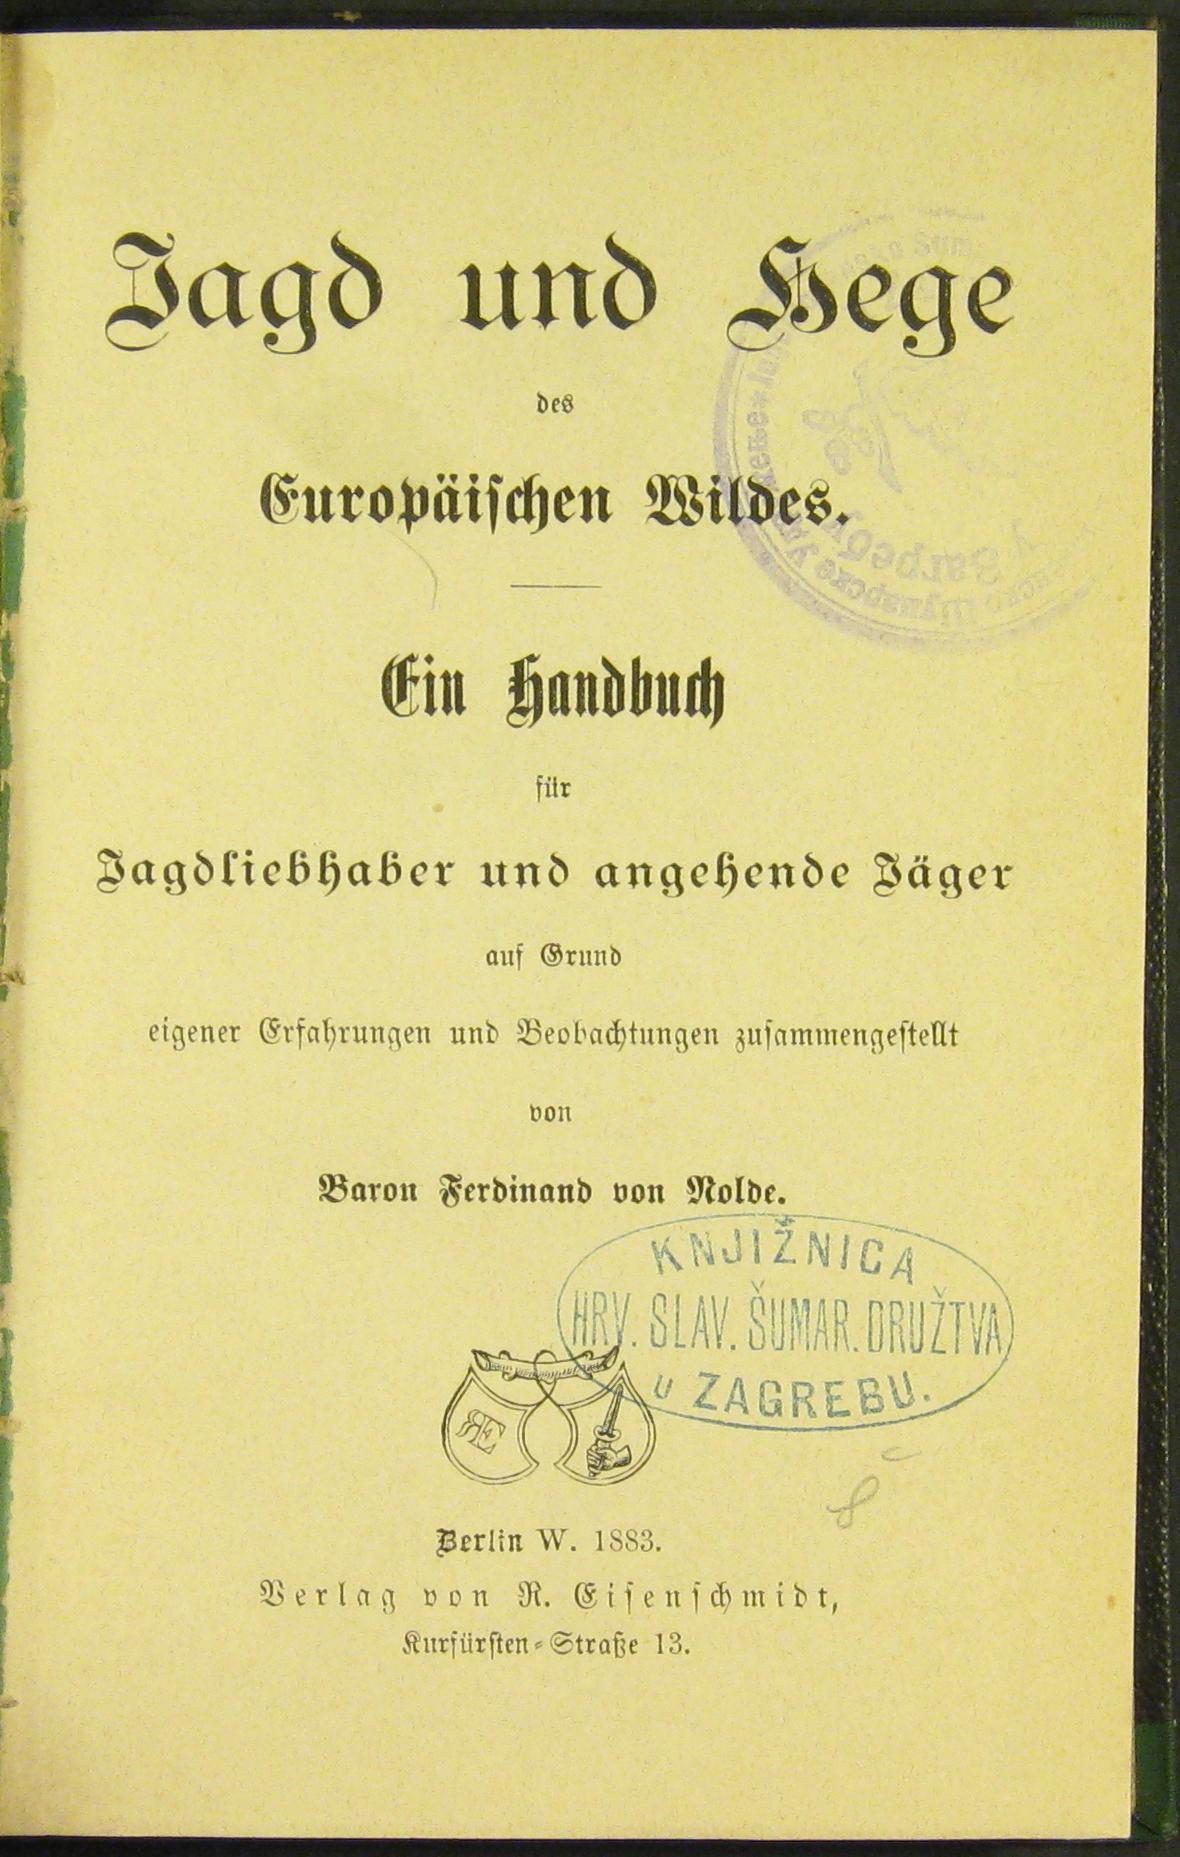 Jagd und Hege
des
Europäiſchen Wildes.
Ein Handbuch
für
Jagdliebhaber und angehende Jäger
auf Grund
eigener Erfahrungen und Beobachtungen zuſammengeſtellt
von
Baron Ferdinand von Nolde.
KNJIŽNICA
HRV. SLAV. ŠUMAR. DRUŽTVA
U ZAGREBU.
RE
Berlin W. 1883.
Verlag von R. Eiſenſchmidt,
Kurfürſten-Straße 13.